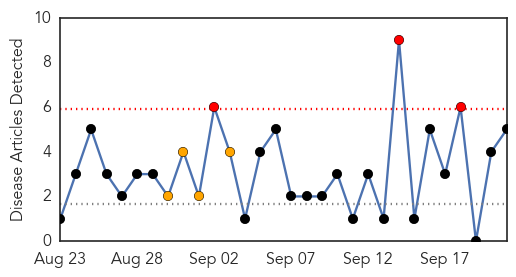 Disease Articles Detected
10
8
6
4
2
0
Aug 23
Aug 28
Sep 02
Sep 07
Sep 12
Sep 17